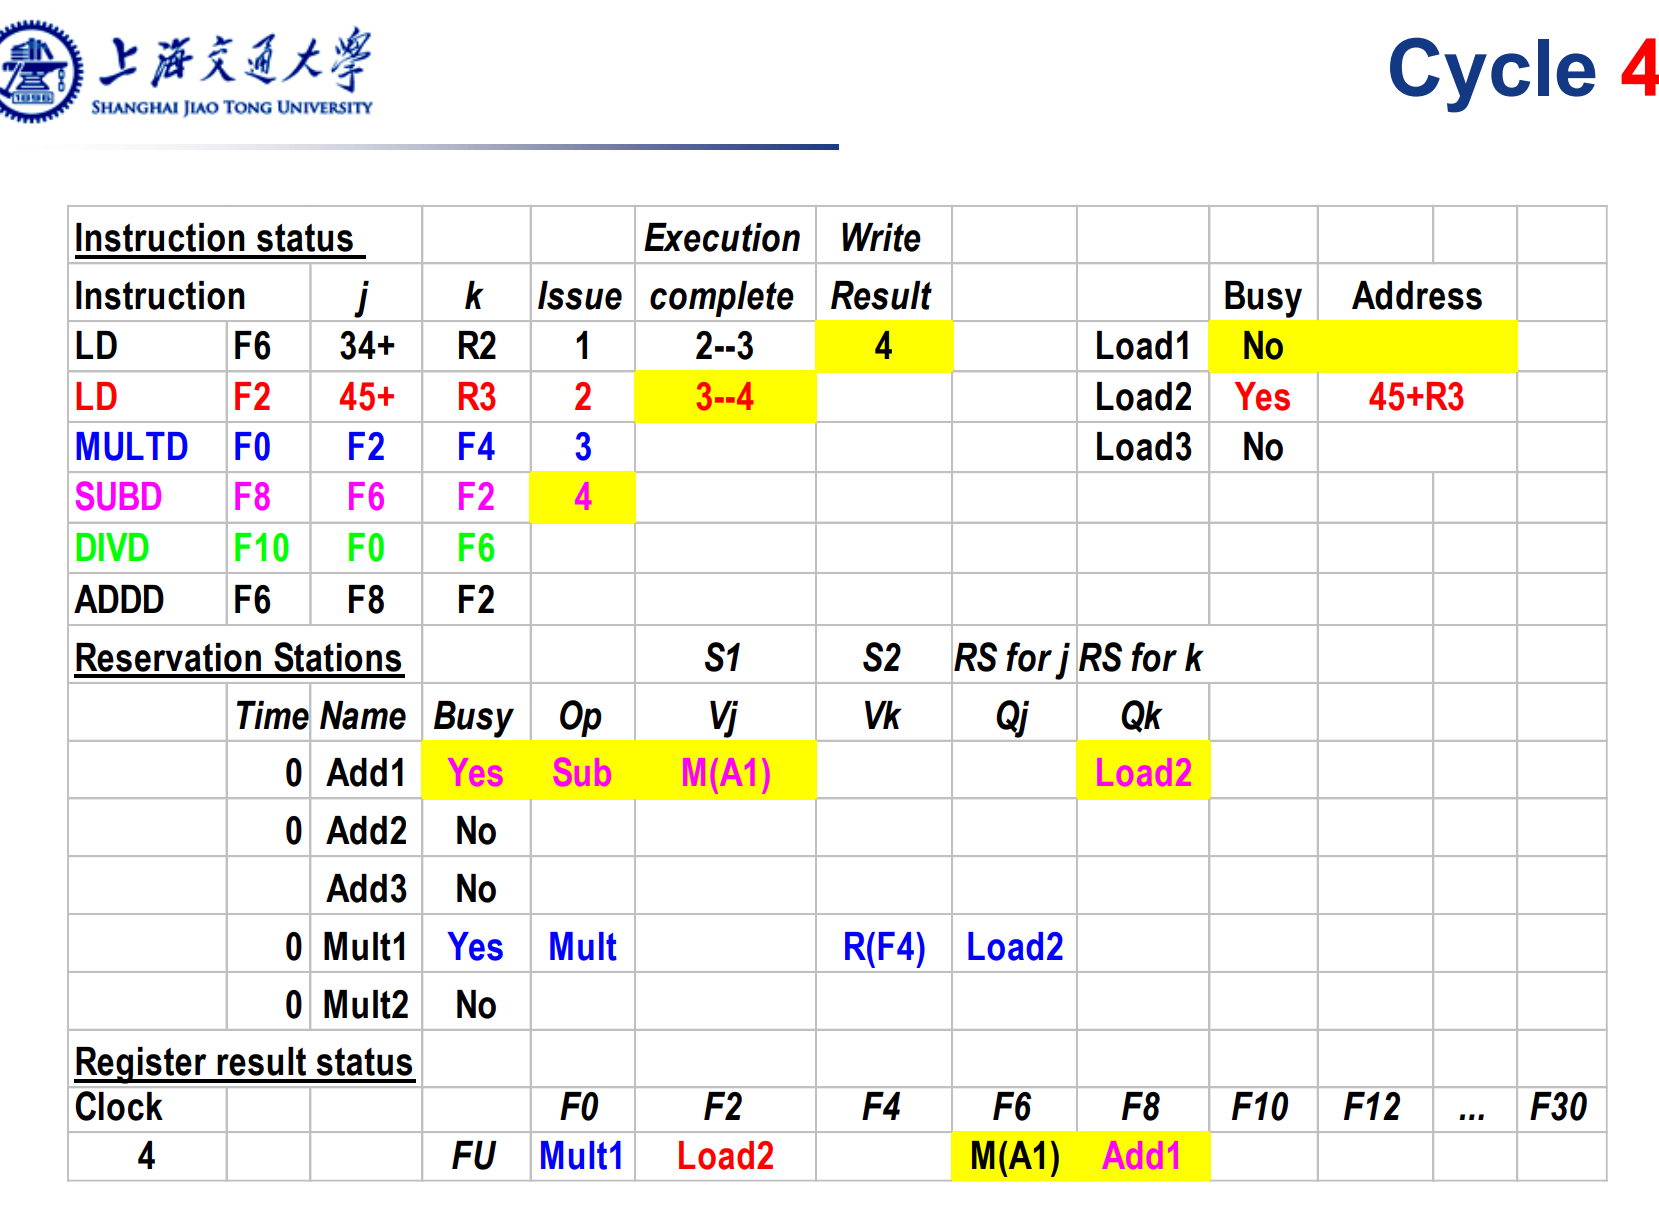 上海交通大學
SHANGHAI JIAO TONG UNIVERSITY
1896
Cycle 4
Instruction status Execution Write
Instruction j k Issue complete Result Busy Address
LD F6 34+ R2 1 2--3 4 Load1 No
LD F2 45+ R3 2 3--4 Load2 Yes 45+R3
MULTD F0 F2 F4 3 Load3 No
SUBD F8 F6 F2 4
DIVD F10 F0 F6
ADDD F6 F8 F2
Reservation Stations S1 S2 RS for j RS for k
Time Name Busy Op Vj Vk Qj Qk
0 Add1 Yes Sub M(A1) Load2
0 Add2 No
Add3 No
0 Mult1 Yes Mult R(F4) Load2
0 Mult2 No
Register result status
Clock F0 F2 F4 F6 F8 F10 F12 ... F30
4 FU Mult1 Load2 M(A1) Add1